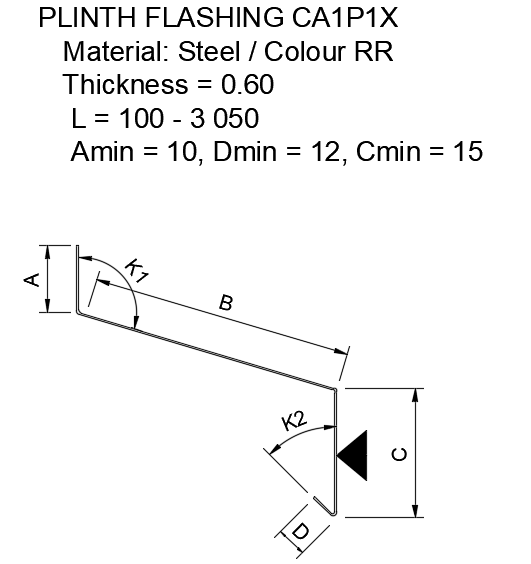 PLINTH FLASHING CA1P1X
Material: Steel / Colour RR
Thickness = 0.60
L = 100 - 3 050
Amin = 10, Dmin = 12, Cmin = 15
A
K1
B
K2
C
D